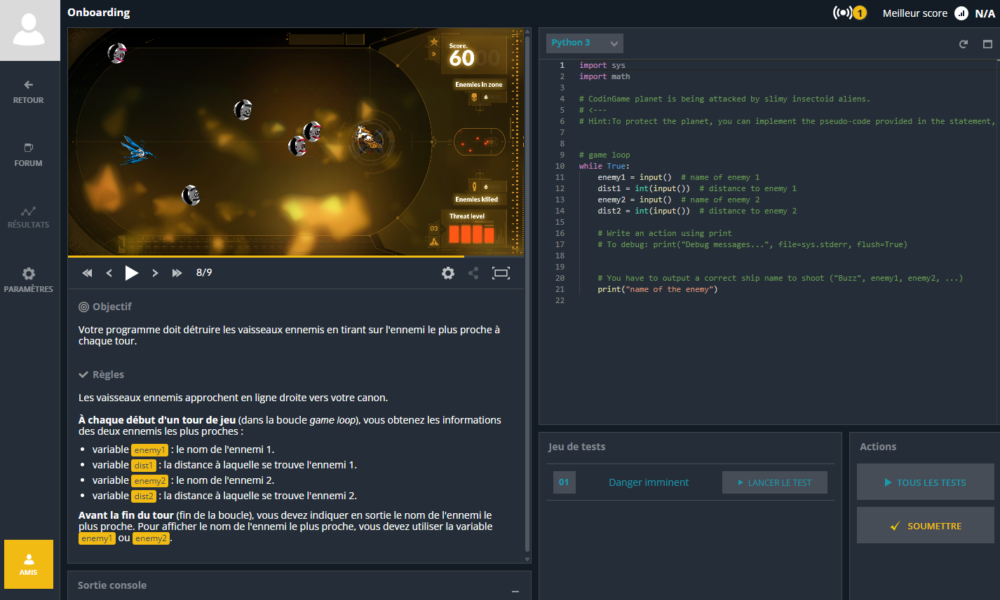 Onboarding
1
Meilleur score
N/A
RETOUR
FORUM
RÉSULTATS
PARAMÈTRES
AMIS
Score.
60
Enemies in zone
6
6
Enemies killed
Threat level
03
8/9
Objectif
Votre programme doit détruire les vaisseaux ennemis en tirant sur l'ennemi le plus proche à
chaque tour.
Règles
Les vaisseaux ennemis approchent en ligne droite vers votre canon.
À chaque début d'un tour de jeu (dans la boucle game loop), vous obtenez les informations
des deux ennemis les plus proches :
• variable enemy1 : le nom de l'ennemi 1.
• variable dist1 : la distance à laquelle se trouve l'ennemi 1.
• variable enemy2 : le nom de l'ennemi 2.
• variable dist2 : la distance à laquelle se trouve l'ennemi 2.
Avant la fin du tour (fin de la boucle), vous devez indiquer en sortie le nom de l'ennemi le
plus proche. Pour afficher le nom de l'ennemi le plus proche, vous devez utiliser la variable
enemy1 ou enemy2.
Sortie console
Python 3
1 import sys
2 import math
3
4 # CodinGame planet is being attacked by slimy insectoid aliens.
5 # <---
6 # Hint:To protect the planet, you can implement the pseudo-code provided in the statement,
7
8
9 # game loop
10 while True:
11 enemy1 = input()  # name of enemy 1
12 dist1 = int(input())  # distance to enemy 1
13 enemy2 = input()  # name of enemy 2
14 dist2 = int(input())  # distance to enemy 2
15
16 # Write an action using print
17 # To debug: print("Debug messages...", file=sys.stderr, flush=True)
18
19
20 # You have to output a correct ship name to shoot ("Buzz", enemy1, enemy2, ...)
21 print("name of the enemy")
22
Jeu de tests
01
Danger imminent
LANCER LE TEST
Actions
TOUS LES TESTS
SOUMETTRE